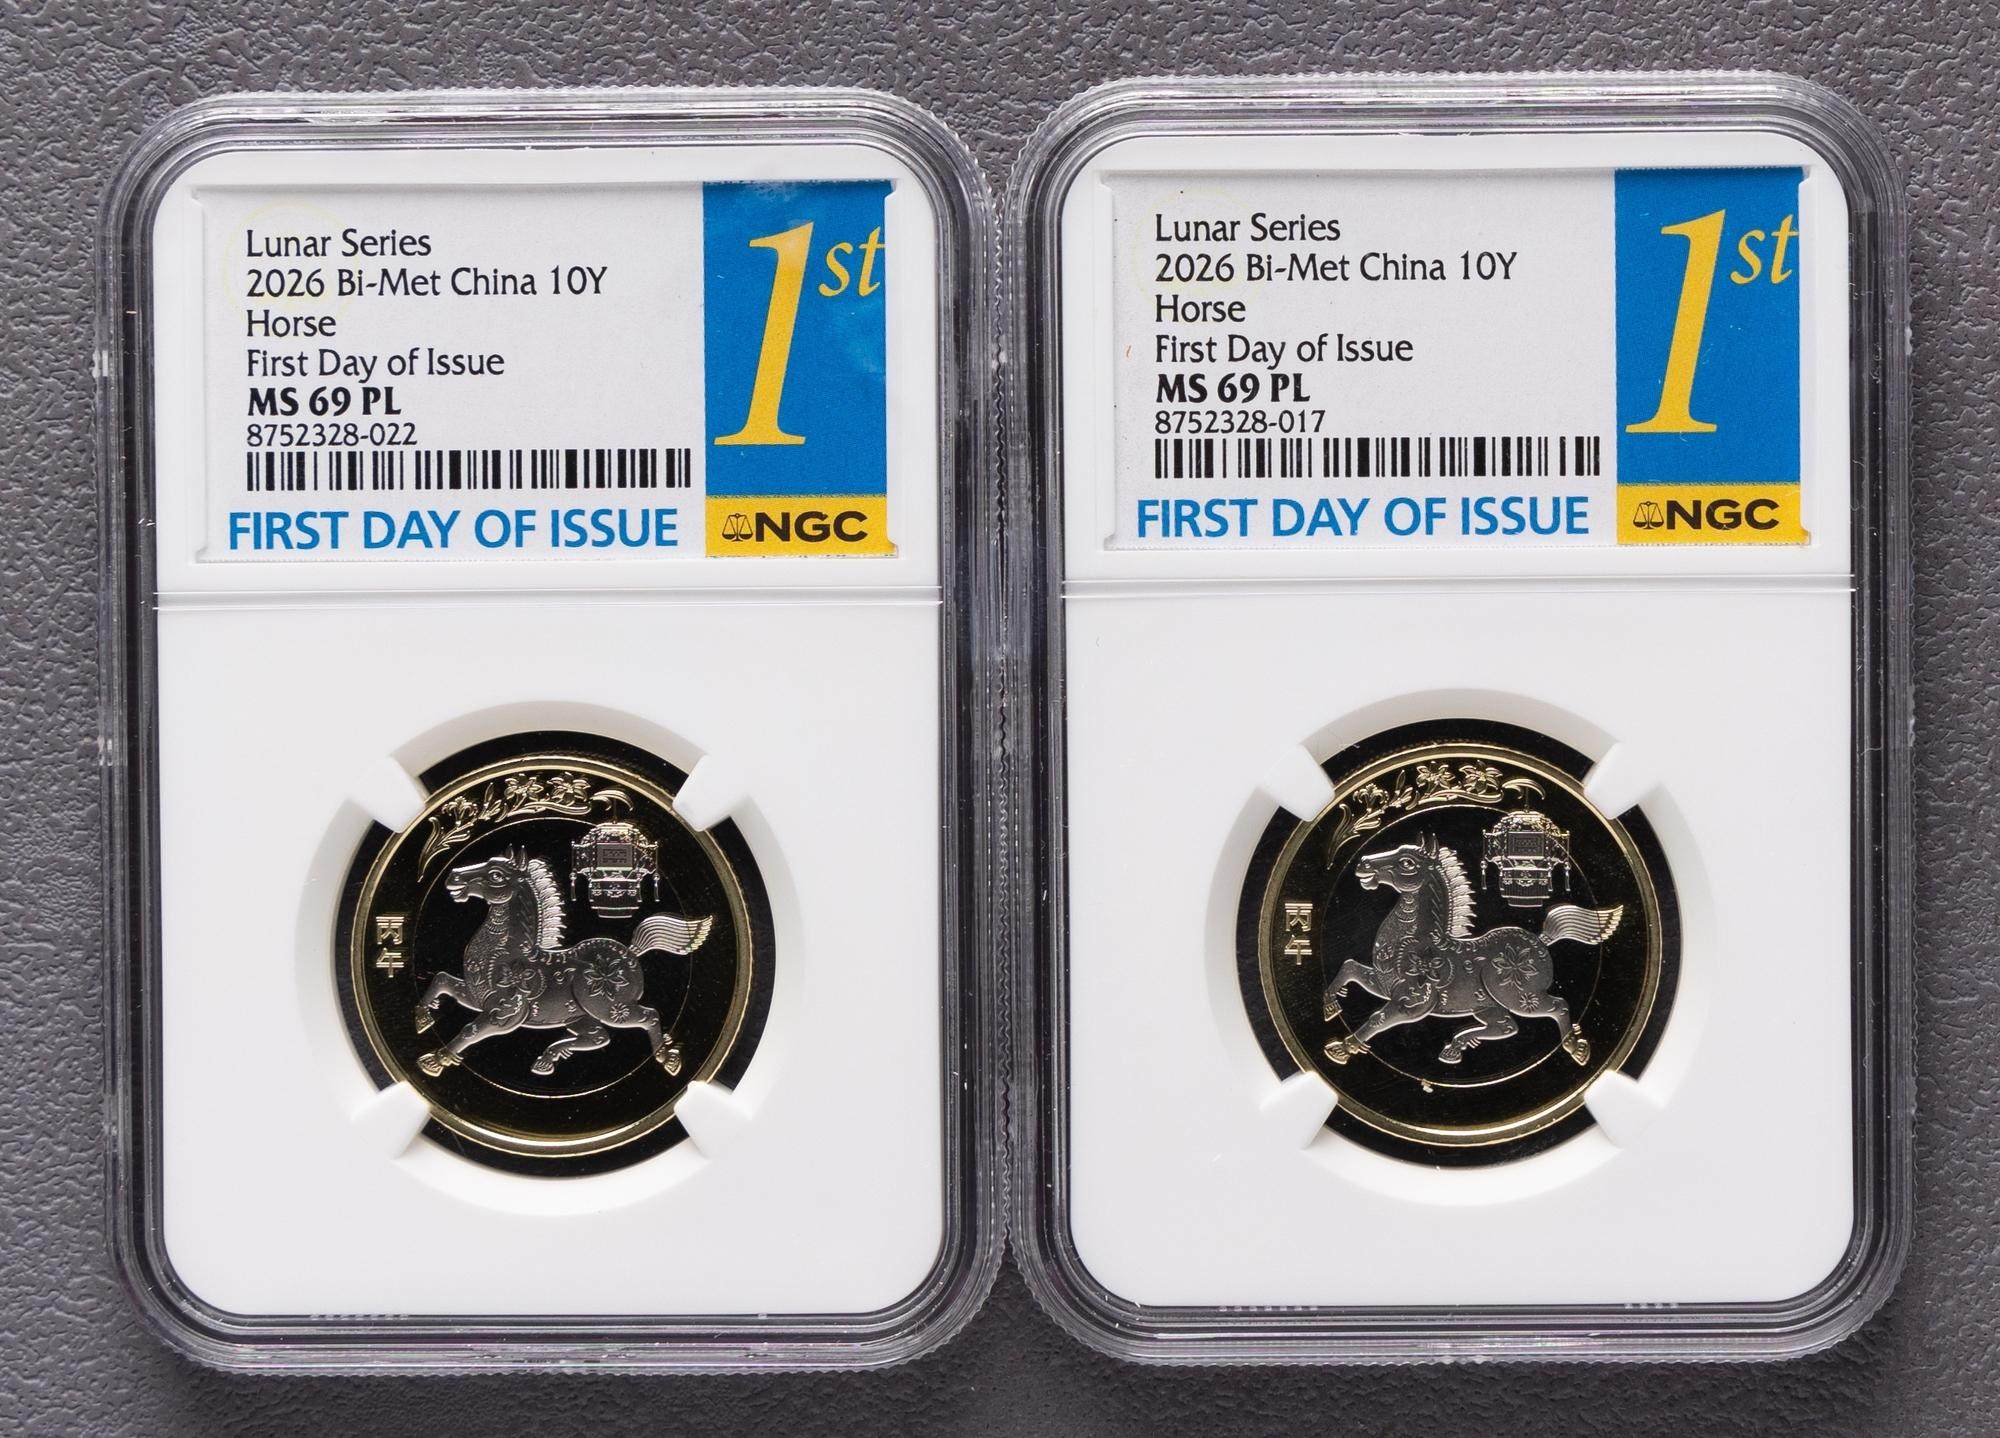 Lunar Series
2026 Bi-Met China 10Y
Horse
First Day of Issue
MS 69 PL
8752328-022
FIRST DAY OF ISSUE
1st
NGC
丙午
Lunar Series
2026 Bi-Met China 10Y
Horse
First Day of Issue
MS 69 PL
8752328-017
FIRST DAY OF ISSUE
1st
NGC
丙午